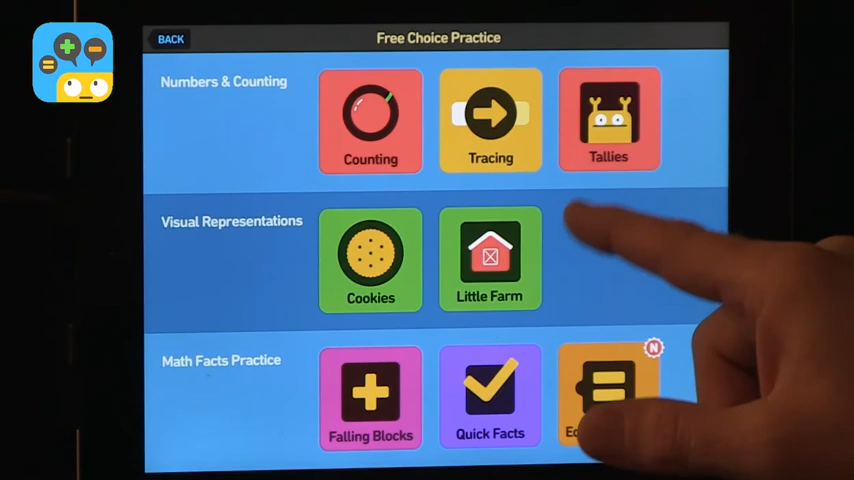 BACK
Free Choice Practice
Numbers & Counting
Counting
Tracing
Tallies
Visual Representations
Cookies
Little Farm
Math Facts Practice
N
Falling Blocks
Quick Facts